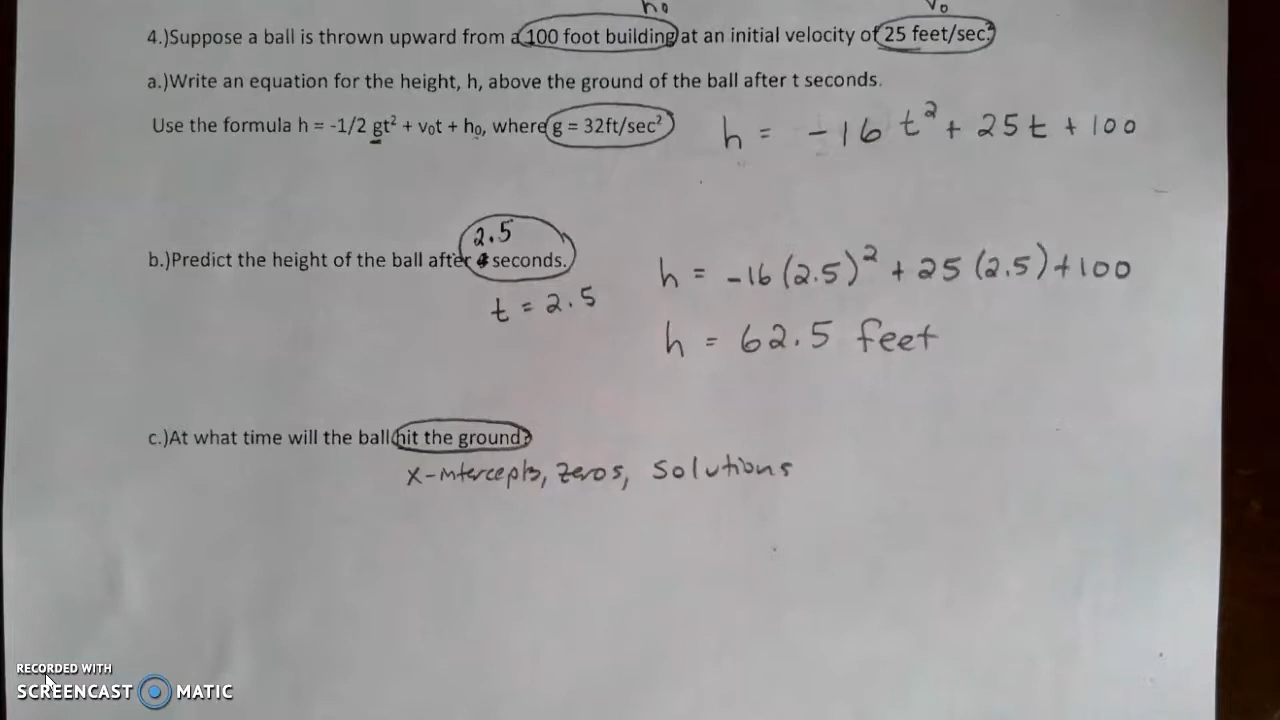 h₀ v₀
4.)Suppose a ball is thrown upward from a 100 foot building at an initial velocity of 25 feet/sec.
a.)Write an equation for the height, h, above the ground of the ball after t seconds.
Use the formula h = -1/2 gt² + v₀t + h₀, where g = 32ft/sec² h = -16t² + 25t + 100
2.5
b.)Predict the height of the ball after seconds. h = -16(2.5)² + 25(2.5)+100
t = 2.5
h = 62.5 feet
c.)At what time will the ball hit the ground?
x-intercepts, zeros, solutions
RECORDED WITH
SCREENCAST MATIC